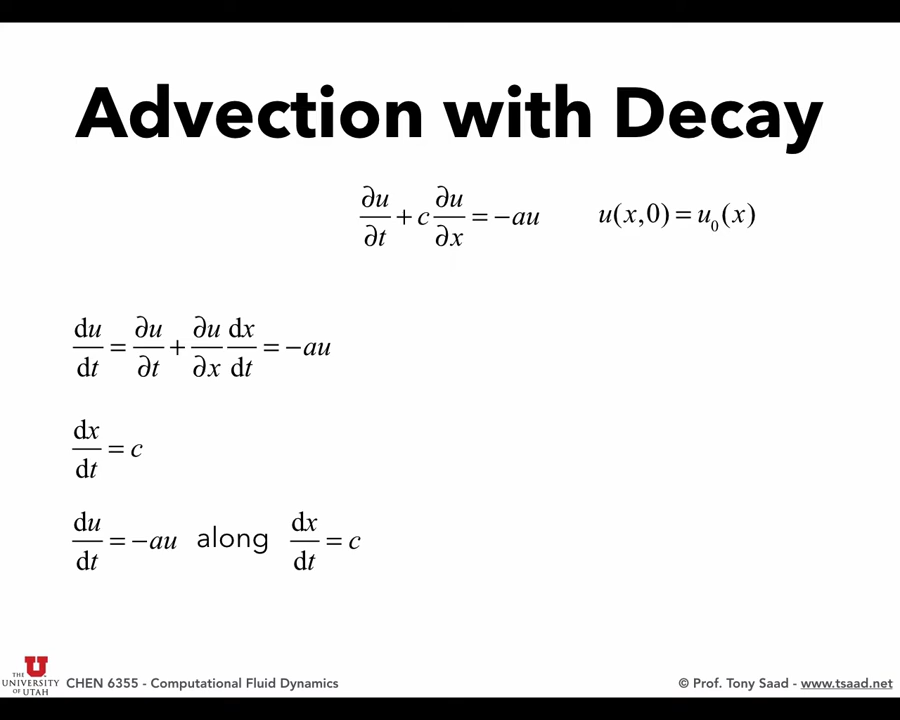 Advection with Decay
∂u/∂t + c ∂u/∂x = −au    u(x,0) = u₀(x)
du/dt = ∂u/∂t + ∂u/∂x dx/dt = −au
dx/dt = c
du/dt = −au along dx/dt = c
U
THE
UNIVERSITY
OF UTAH
CHEN 6355 - Computational Fluid Dynamics
© Prof. Tony Saad - www.tsaad.net